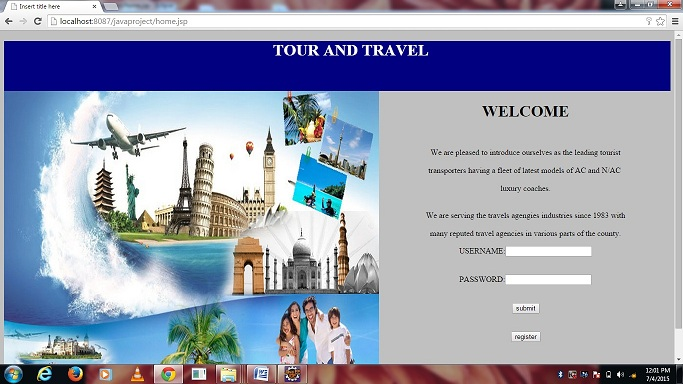 Insert title here
localhost:8087/javaproject/home.jsp
TOUR AND TRAVEL
WELCOME
We are pleased to introduce ourselves as the leading tourist
transporters having a fleet of latest models of AC and N/AC
luxury coaches.
We are serving the travels agengies industries since 1983 with
many reputed travel agencies in various parts of the county.
USERNAME:
PASSWORD:
submit
register
12:01 PM
7/4/2015